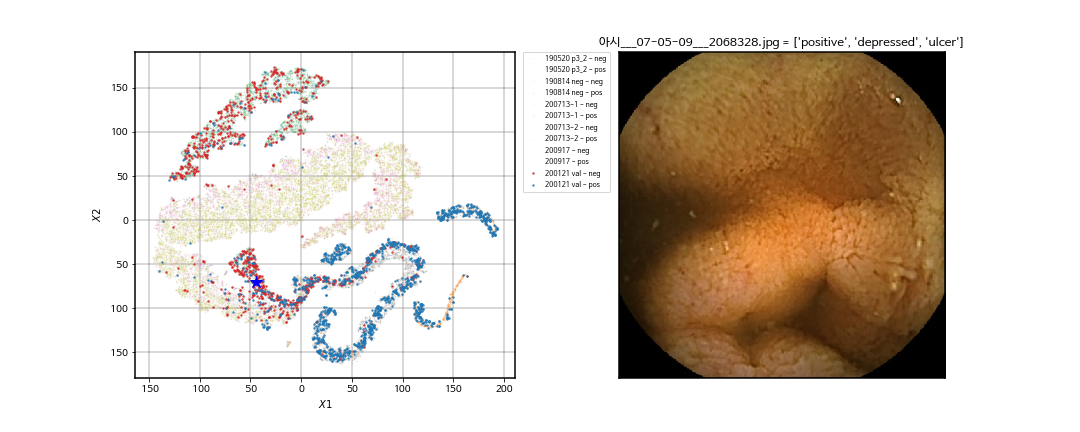 아시___07-05-09___2068328.jpg = ['positive', 'depressed', 'ulcer']
190520 p3_2 - neg
190520 p3_2 - pos
190814 neg - neg
190814 neg - pos
200713-1 - neg
200713-1 - pos
200713-2 - neg
200713-2 - pos
200917 - neg
200917 - pos
200121 val - neg
200121 val - pos
X2
150
100
50
0
50
100
150
150
100
50
0
50
100
150
200
X1